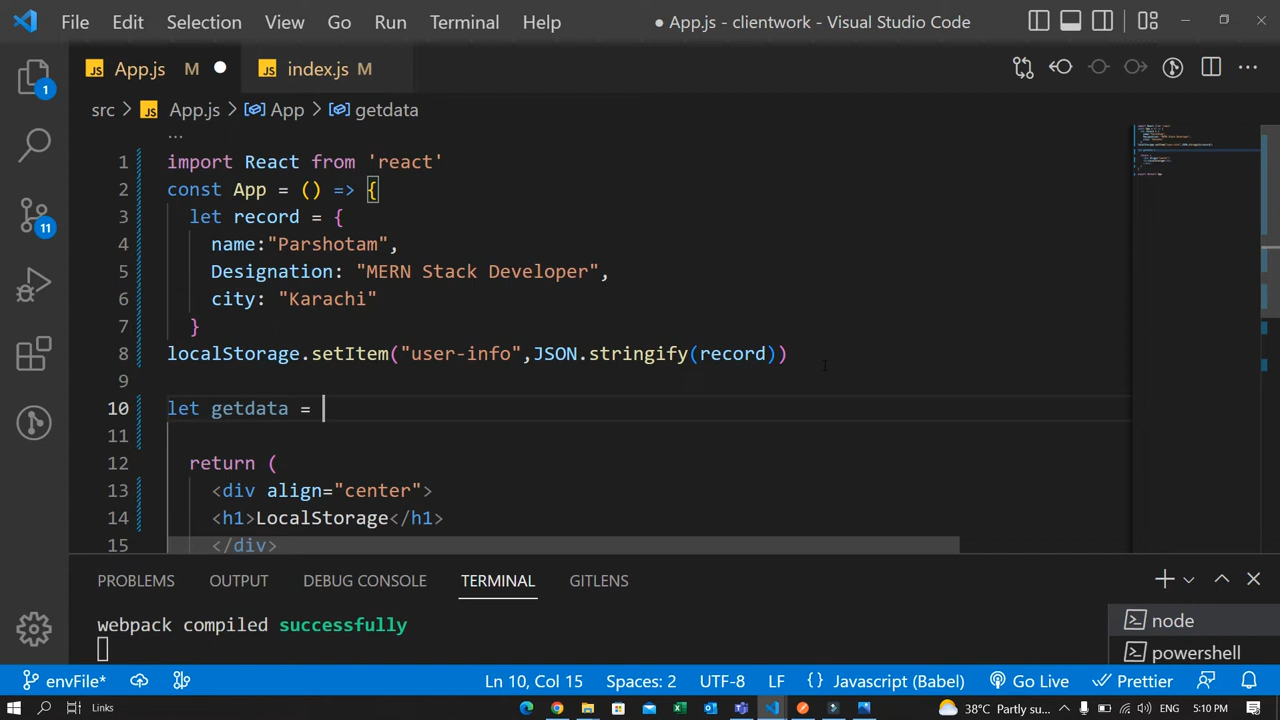 File Edit Selection View Go Run Terminal Help ● App.js - clientwork - Visual Studio Code
JS App.js M ● JS index.js M
src > JS App.js > App > getdata
...
1 import React from 'react'
2 const App = () => {
3 let record = {
4 name:"Parshotam",
5 Designation: "MERN Stack Developer",
6 city: "Karachi"
7 }
8 localStorage.setItem("user-info",JSON.stringify(record))
9
10 let getdata =
11
12 return (
13 <div align="center">
14 <h1>LocalStorage</h1>
15 </div>
1
11
PROBLEMS OUTPUT DEBUG CONSOLE TERMINAL GITLENS
webpack compiled successfully
node
powershell
envFile* Ln 10, Col 15 Spaces: 2 UTF-8 LF {} Javascript (Babel) Go Live Prettier
Links 38°C Partly su... ENG 5:10 PM